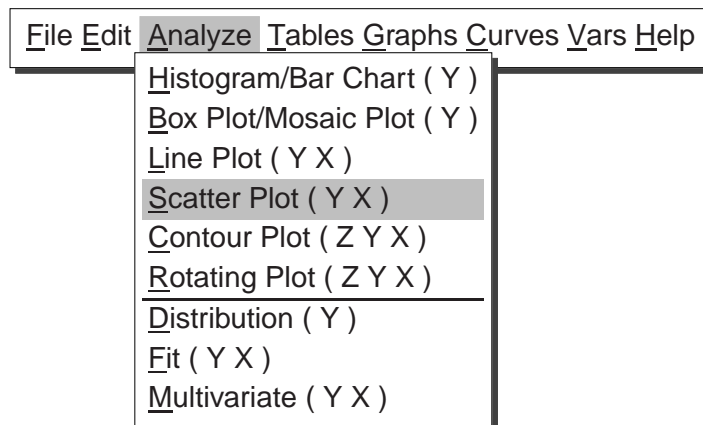 File Edit Analyze Tables Graphs Curves Vars Help
Histogram/Bar Chart ( Y )
Box Plot/Mosaic Plot ( Y )
Line Plot ( Y X )
Scatter Plot ( Y X )
Contour Plot ( Z Y X )
Rotating Plot ( Z Y X )
Distribution ( Y )
Fit ( Y X )
Multivariate ( Y X )